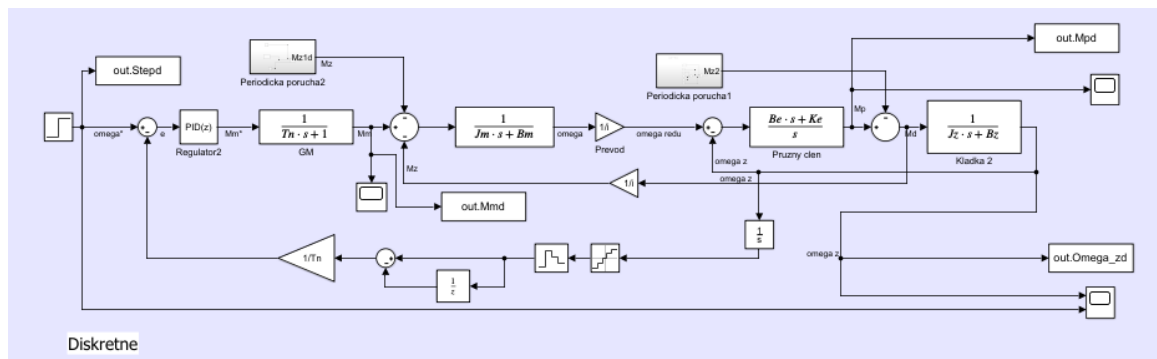 out.Stepd
omega*
+
-
e
PID(z)
Regulator2
Mm*
1
Tn · s + 1
GM
Mm
Mz1d
Periodicka porucha2
Mz
+
-
-
Mz
1
Jm · s + Bm
omega
1/i
Prevod
omega redu
Mz2
Periodicka porucha1
+
-
omega z
Be · s + Ke
s
Pruzny clen
Mp
+
-
Md
1
Jz · s + Bz
Kladka 2
out.Mpd
out.Mmd
1/i
omega z
1
s
1/Tn
+
-
1
z
omega z
out.Omega_zd
Diskretne